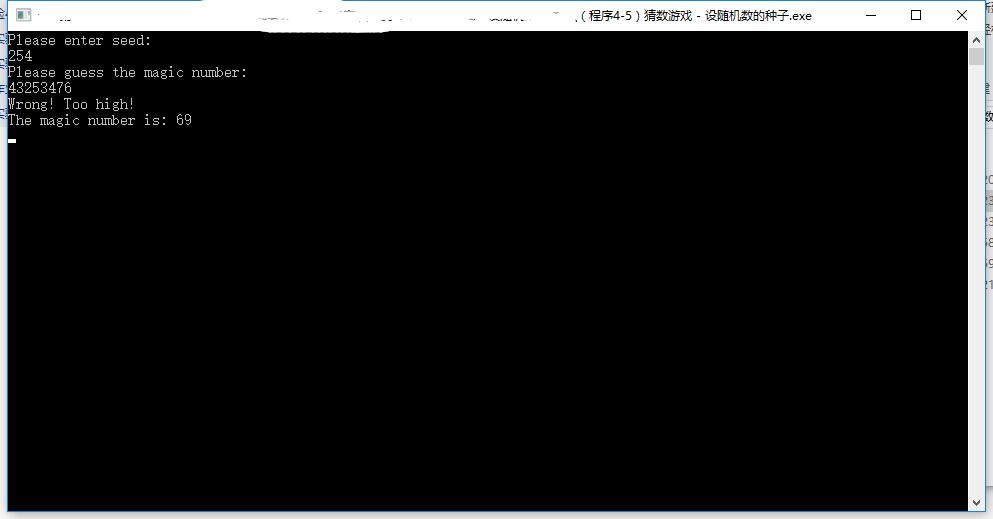 （程序4-5）猜数游戏 - 设随机数的种子.exe
Please enter seed:
254
Please guess the magic number:
43253476
Wrong! Too high!
The magic number is: 69